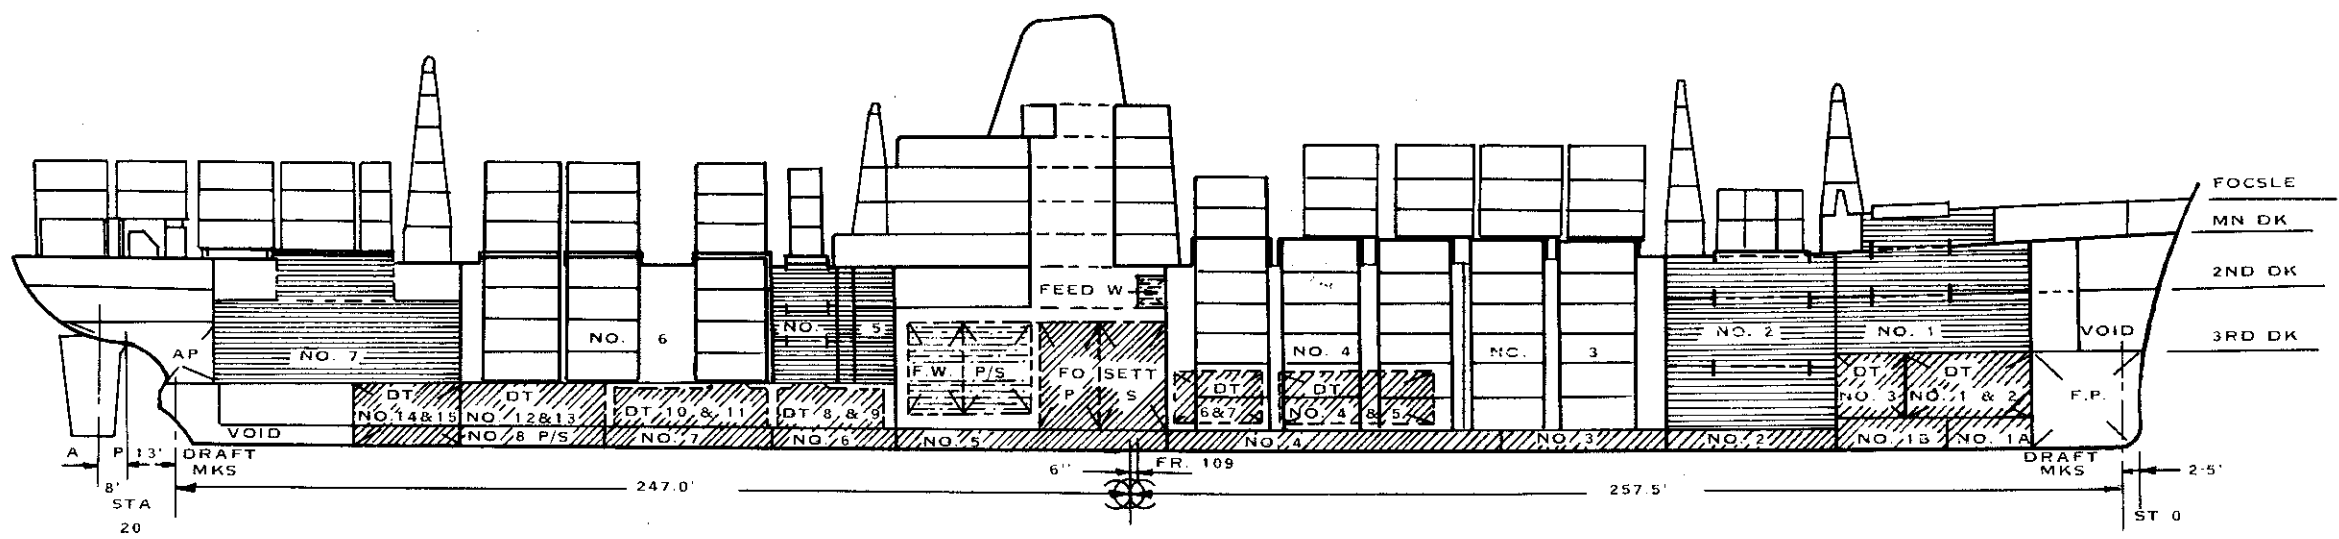 FOCSLE
MN DK
2ND DK
3RD DK
FEED W
NO. 7
NO. 6
NO. 5
NO. 4
NO. 3
NO. 2
NO. 1
VOID
AP
F.W. P/S
FO SETT
P S
F.P.
DT
NO.14&15
DT
NO. 12&13
DT 10 & 11
DT 8 & 9
DT
6&7
DT
NO. 4 & 5
DT
NO. 3
DT
NO. 1 & 2
VOID
NO. 8 P/S
NO. 7
NO. 6
NO. 5
NO. 4
NO. 3
NO. 2
NO. 1B
NO. 1A
A
P 13'
DRAFT
MKS
8'
STA
20
247.0'
6"
FR. 109
257.5'
DRAFT
MKS
2.5'
ST 0